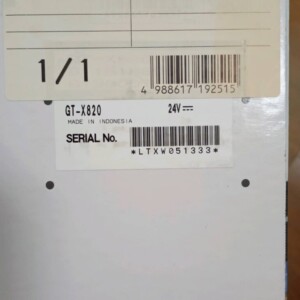 1/1
4 988617 192515
GT-X820 24V⎓
MADE IN INDONESIA
SERIAL No.
*LTXW051333*